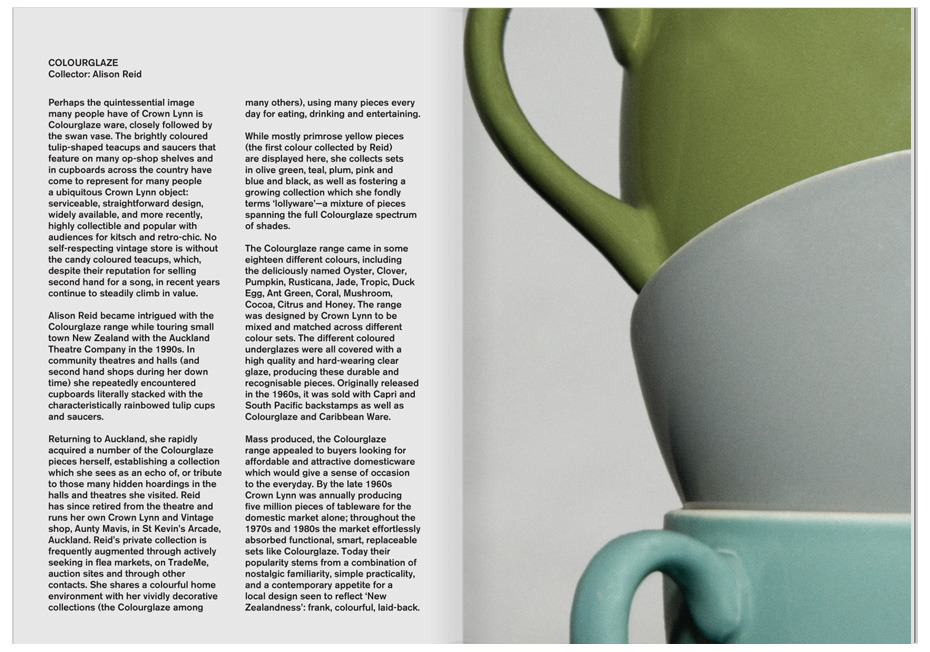 COLOURGLAZE
Collector: Alison Reid
Perhaps the quintessential image
many people have of Crown Lynn is
Colourglaze ware, closely followed by
the swan vase. The brightly coloured
tulip-shaped teacups and saucers that
feature on many op-shop shelves and
in cupboards across the country have
come to represent for many people
a ubiquitous Crown Lynn object:
serviceable, straightforward design,
widely available, and more recently,
highly collectible and popular with
audiences for kitsch and retro-chic. No
self-respecting vintage store is without
the candy coloured teacups, which,
despite their reputation for selling
second hand for a song, in recent years
continue to steadily climb in value.
Alison Reid became intrigued with the
Colourglaze range while touring small
town New Zealand with the Auckland
Theatre Company in the 1990s. In
community theatres and halls (and
second hand shops during her down
time) she repeatedly encountered
cupboards literally stacked with the
characteristically rainbowed tulip cups
and saucers.
Returning to Auckland, she rapidly
acquired a number of the Colourglaze
pieces herself, establishing a collection
which she sees as an echo of, or tribute
to those many hidden hoardings in the
halls and theatres she visited. Reid
has since retired from the theatre and
runs her own Crown Lynn and Vintage
shop, Aunty Mavis, in St Kevin's Arcade,
Auckland. Reid's private collection is
frequently augmented through actively
seeking in flea markets, on TradeMe,
auction sites and through other
contacts. She shares a colourful home
environment with her vividly decorative
collections (the Colourglaze among
many others), using many pieces every
day for eating, drinking and entertaining.
While mostly primrose yellow pieces
(the first colour collected by Reid)
are displayed here, she collects sets
in olive green, teal, plum, pink and
blue and black, as well as fostering a
growing collection which she fondly
terms 'lollyware'—a mixture of pieces
spanning the full Colourglaze spectrum
of shades.
The Colourglaze range came in some
eighteen different colours, including
the deliciously named Oyster, Clover,
Pumpkin, Rusticana, Jade, Tropic, Duck
Egg, Ant Green, Coral, Mushroom,
Cocoa, Citrus and Honey. The range
was designed by Crown Lynn to be
mixed and matched across different
colour sets. The different coloured
underglazes were all covered with a
high quality and hard-wearing clear
glaze, producing these durable and
recognisable pieces. Originally released
in the 1960s, it was sold with Capri and
South Pacific backstamps as well as
Colourglaze and Caribbean Ware.
Mass produced, the Colourglaze
range appealed to buyers looking for
affordable and attractive domesticware
which would give a sense of occasion
to the everyday. By the late 1960s
Crown Lynn was annually producing
five million pieces of tableware for the
domestic market alone; throughout the
1970s and 1980s the market effortlessly
absorbed functional, smart, replaceable
sets like Colourglaze. Today their
popularity stems from a combination of
nostalgic familiarity, simple practicality,
and a contemporary appetite for a
local design seen to reflect 'New
Zealandness': frank, colourful, laid-back.